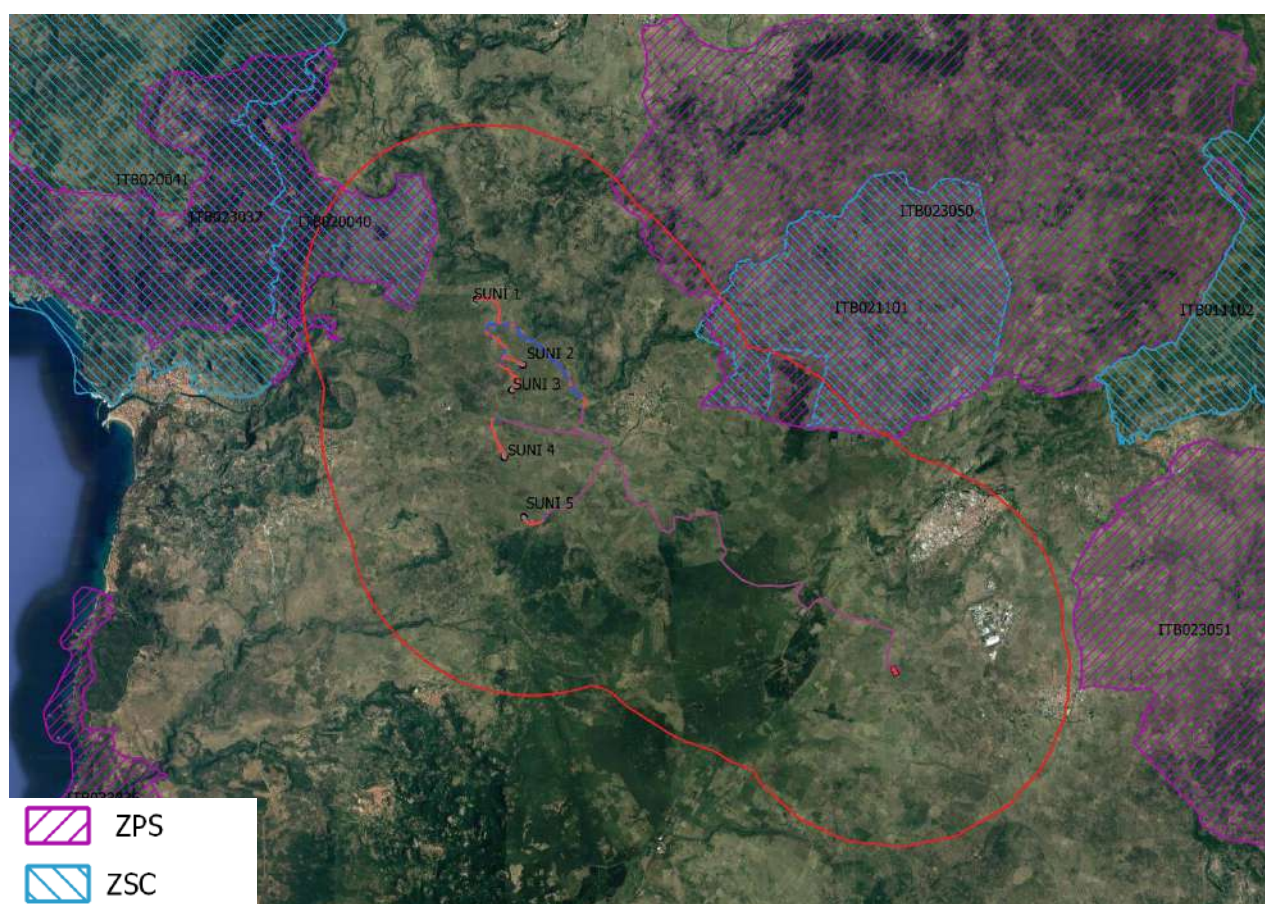 ITB020041
ITB023037
ITB020040
ITB023050
ITB021101
ITB011102
SUNI 1
SUNI 2
SUNI 3
SUNI 4
SUNI 5
ITB023051
ZPS
ZSC